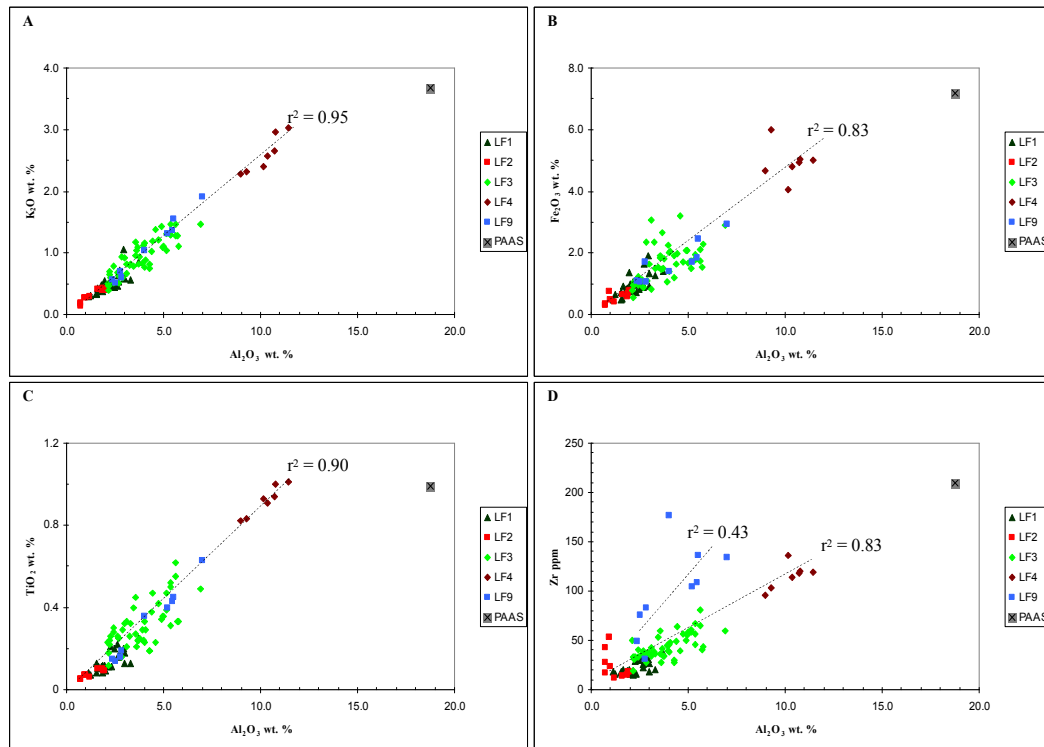 A
K₂O wt. %
4.0
3.0
2.0
1.0
0.0
0.0 5.0 10.0 15.0 20.0
Al₂O₃ wt. %
r² = 0.95
LF1
LF2
LF3
LF4
LF9
PAAS
B
Fe₂O₃ wt. %
8.0
6.0
4.0
2.0
0.0
0.0 5.0 10.0 15.0 20.0
Al₂O₃ wt. %
r² = 0.83
LF1
LF2
LF3
LF4
LF9
PAAS
C
TiO₂ wt. %
1.2
0.8
0.4
0.0
0.0 5.0 10.0 15.0 20.0
Al₂O₃ wt. %
r² = 0.90
LF1
LF2
LF3
LF4
LF9
PAAS
D
Zr ppm
250
200
150
100
50
0
0.0 5.0 10.0 15.0 20.0
Al₂O₃ wt. %
r² = 0.43
r² = 0.83
LF1
LF2
LF3
LF4
LF9
PAAS